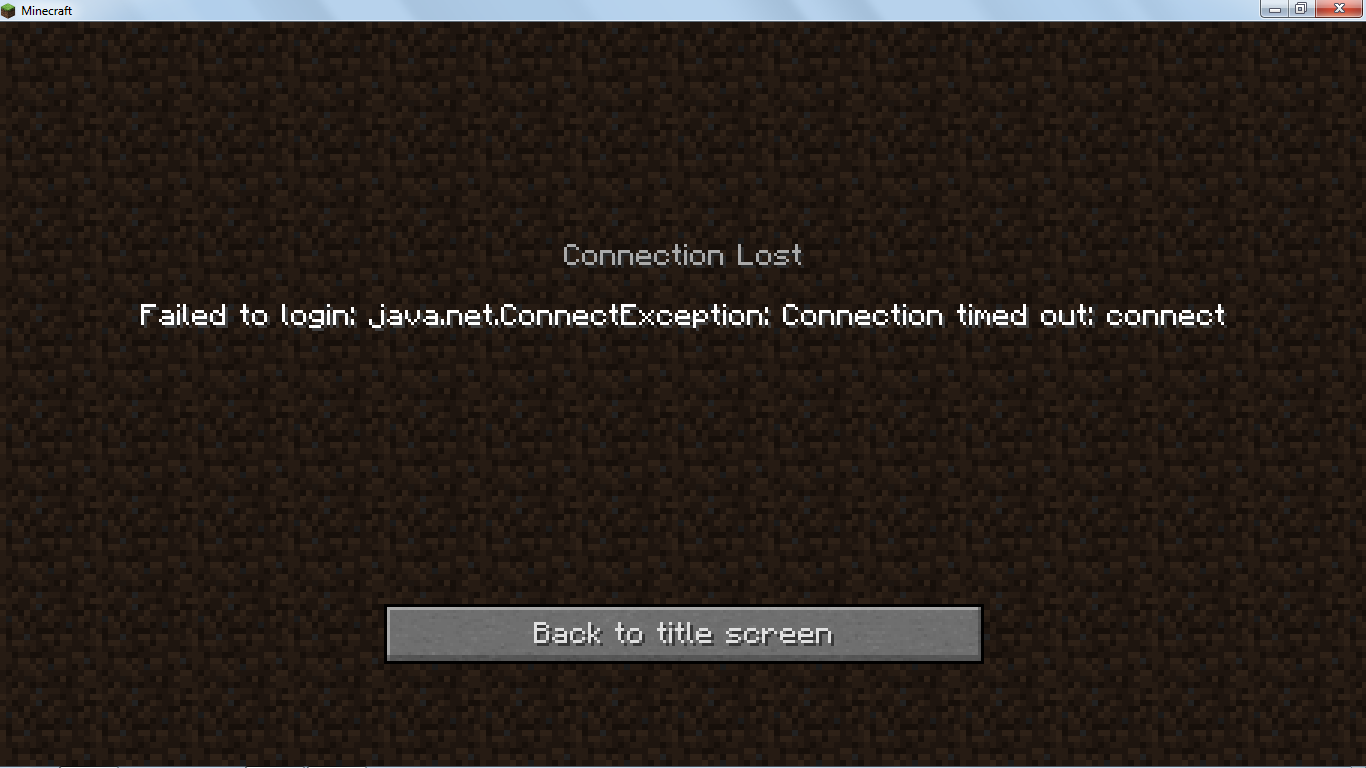 Minecraft
Connection Lost
Failed to login: java.net.ConnectException: Connection timed out: connect
Back to title screen